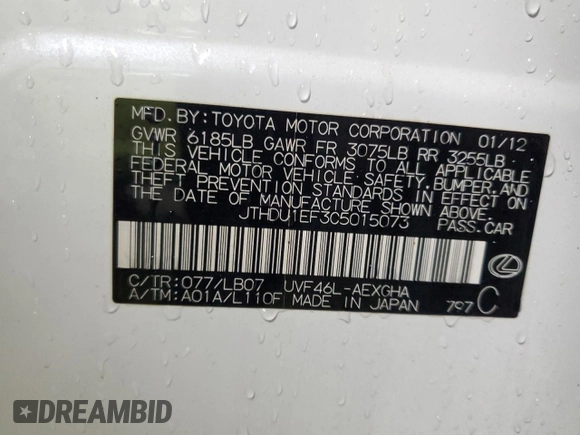 MFD. BY: TOYOTA MOTOR CORPORATION 01/12
GVWR 6185LB GAWR FR 3075LB RR 3255LB
THIS VEHICLE CONFORMS TO ALL APPLICABLE
FEDERAL MOTOR VEHICLE SAFETY, BUMPER, AND
THEFT PREVENTION STANDARDS IN EFFECT ON
THE DATE OF MANUFACTURE SHOWN ABOVE.
JTHDU1EF3C5015073 PASS.CAR
C/TR: 077/LB07 UVF46L-AEXGHA
A/TM: A01A/L110F MADE IN JAPAN 7C7 C
DREAMBID